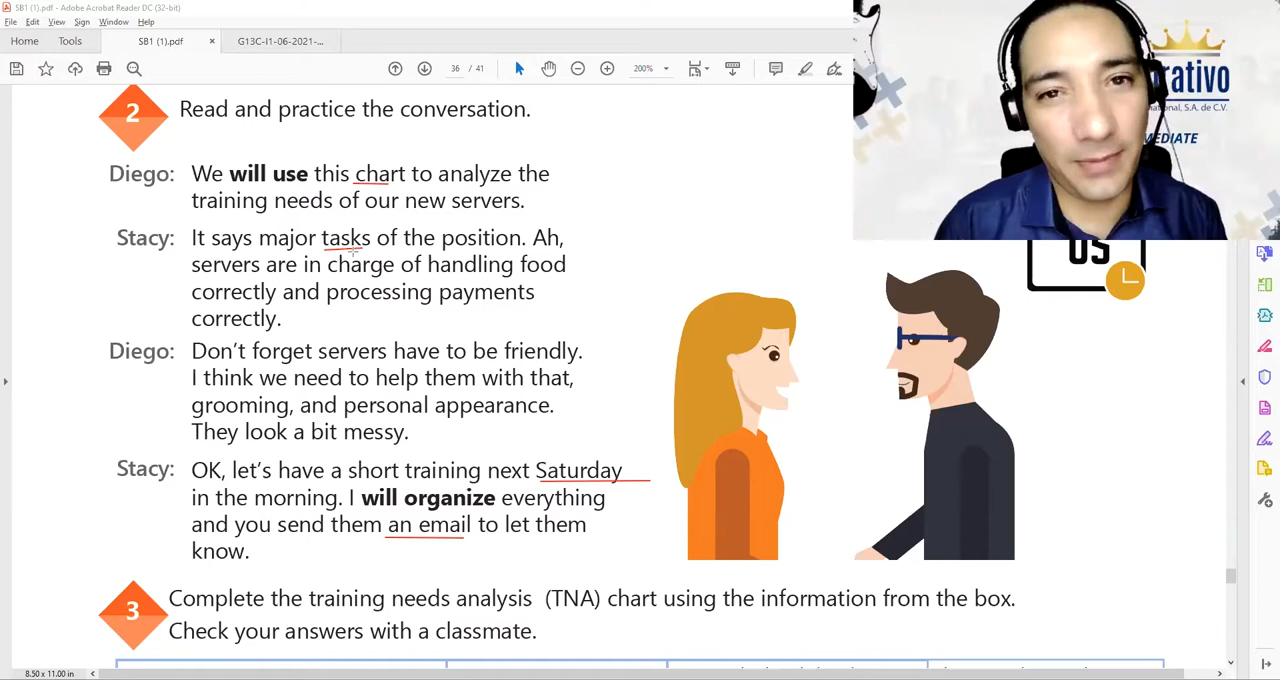 SB1 (1).pdf - Adobe Acrobat Reader DC (32-bit)
File Edit View Sign Window Help
Home Tools SB1 (1).pdf × G13C-I1-06-2021-...
36 / 41 200%
2 Read and practice the conversation.
Diego: We will use this chart to analyze the
training needs of our new servers.
Stacy: It says major tasks of the position. Ah,
servers are in charge of handling food
correctly and processing payments
correctly.
Diego: Don't forget servers have to be friendly.
I think we need to help them with that,
grooming, and personal appearance.
They look a bit messy.
Stacy: OK, let's have a short training next Saturday
in the morning. I will organize everything
and you send them an email to let them
know.
3 Complete the training needs analysis (TNA) chart using the information from the box.
Check your answers with a classmate.
8.50 x 11.00 in
orativo
national, S.A. de C.V.
MEDIATE
US